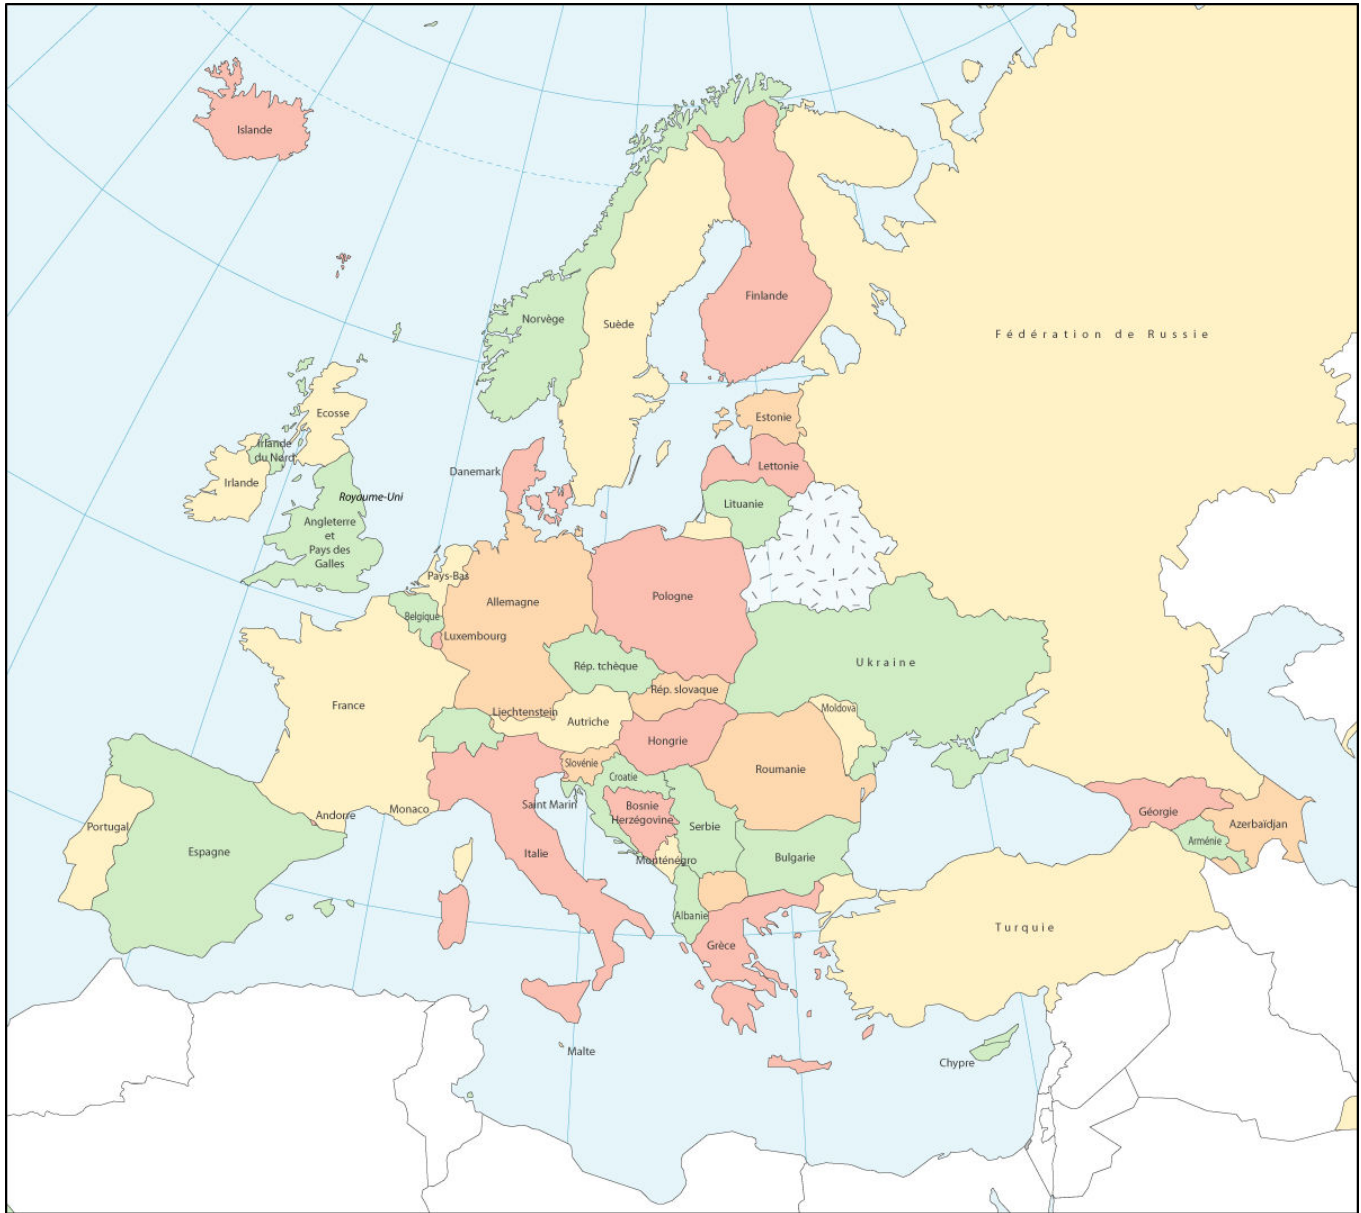 Islande
Finlande
Norvège
Suède
Fédération de Russie
Ecosse
Estonie
Irlande
du Nord
Lettonie
Danemark
Irlande
Royaume-Uni
Lituanie
Angleterre
et
Pays des
Galles
Pays-Bas
Allemagne
Pologne
Belgique
Luxembourg
Rép. tchèque
Ukraine
Rép. slovaque
France
Liechtenstein
Autriche
Moldova
Hongrie
Slovénie
Roumanie
Croatie
Saint Marin
Monaco
Andorre
Bosnie
Herzégovine
Géorgie
Azerbaïdjan
Portugal
Serbie
Arménie
Espagne
Italie
Monténégro
Bulgarie
Albanie
Turquie
Grèce
Malte
Chypre